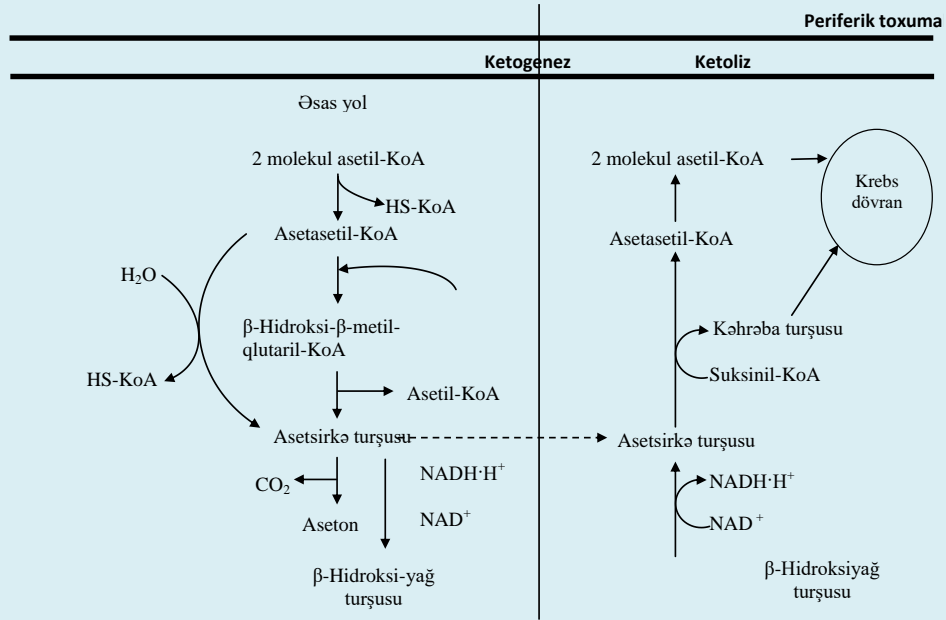 Periferik toxuma
Ketogenez
Ketoliz
Əsas yol
2 molekul asetil-KoA
HS-KoA
Asetasetil-KoA
H₂O
β-Hidroksi-β-metil-
qlutaril-KoA
HS-KoA
Asetil-KoA
Asetsirkə turşusu
NADH·H⁺
CO₂
NAD⁺
Aseton
β-Hidroksi-yağ
turşusu
2 molekul asetil-KoA
Krebs
dövran
Asetasetil-KoA
Kəhrəba turşusu
Suksinil-KoA
Asetsirkə turşusu
NADH·H⁺
NAD⁺
β-Hidroksiyağ
turşusu